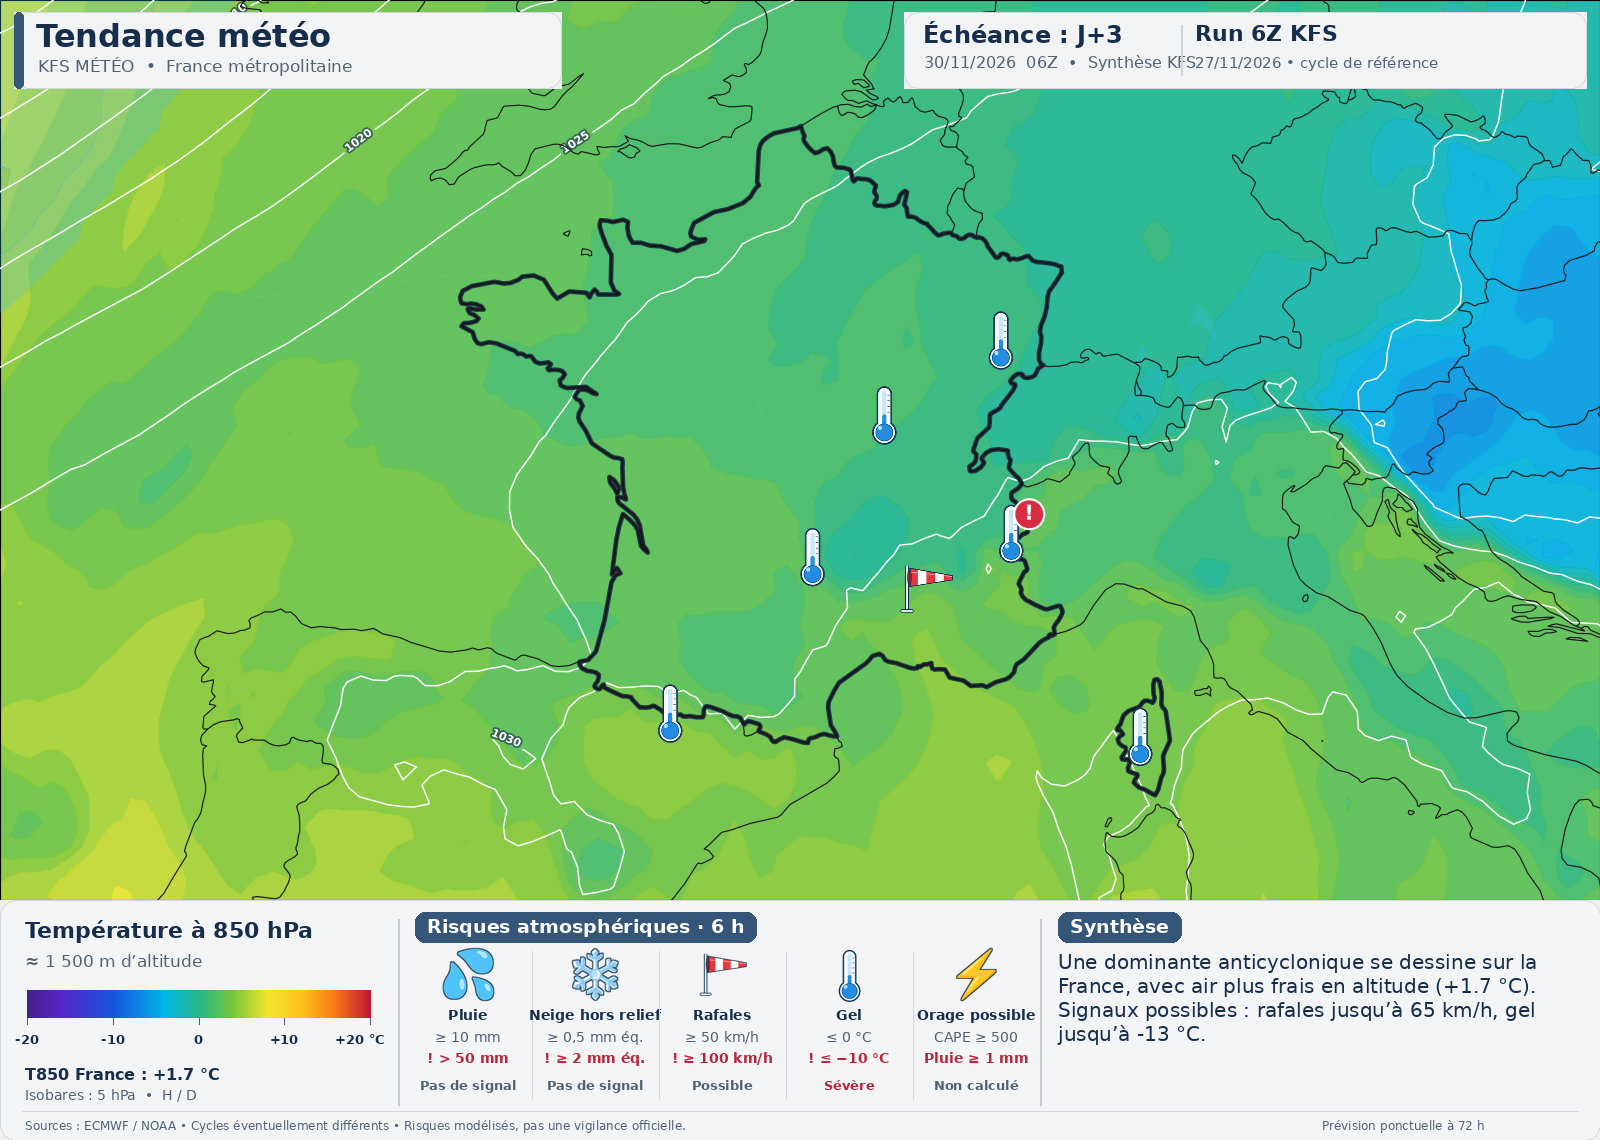 Tendance météo
KFS MÉTÉO • France métropolitaine
Échéance : J+3
30/11/2026 06Z • Synthèse KFS
Run 6Z KFS
27/11/2026 • cycle de référence
1020
1025
1030
!
Température à 850 hPa
≈ 1 500 m d’altitude
-20 -10 0 +10 +20 °C
T850 France : +1.7 °C
Isobares : 5 hPa • H / D
Risques atmosphériques · 6 h
Pluie
≥ 10 mm
! > 50 mm
Pas de signal
Neige hors relief
≥ 0,5 mm éq.
! ≥ 2 mm éq.
Pas de signal
Rafales
≥ 50 km/h
! ≥ 100 km/h
Possible
Gel
≤ 0 °C
! ≤ −10 °C
Sévère
Orage possible
CAPE ≥ 500
Pluie ≥ 1 mm
Non calculé
Synthèse
Une dominante anticyclonique se dessine sur la
France, avec air plus frais en altitude (+1.7 °C).
Signaux possibles : rafales jusqu’à 65 km/h, gel
jusqu’à -13 °C.
Sources : ECMWF / NOAA • Cycles éventuellement différents • Risques modélisés, pas une vigilance officielle.
Prévision ponctuelle à 72 h